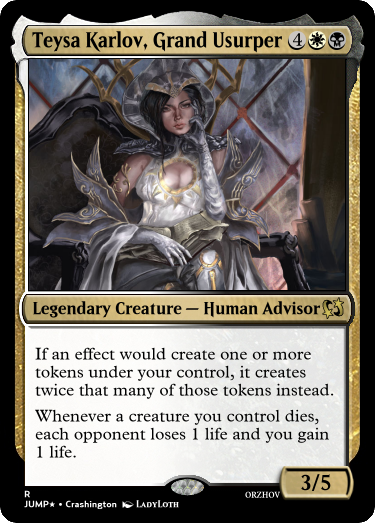 Teysa Karlov, Grand Usurper 4
Legendary Creature — Human Advisor
If an effect would create one or more
tokens under your control, it creates
twice that many of those tokens instead.
Whenever a creature you control dies,
each opponent loses 1 life and you gain
1 life.
3/5
R
ORZHOV
JUMP★ • Crashington LadyLoth